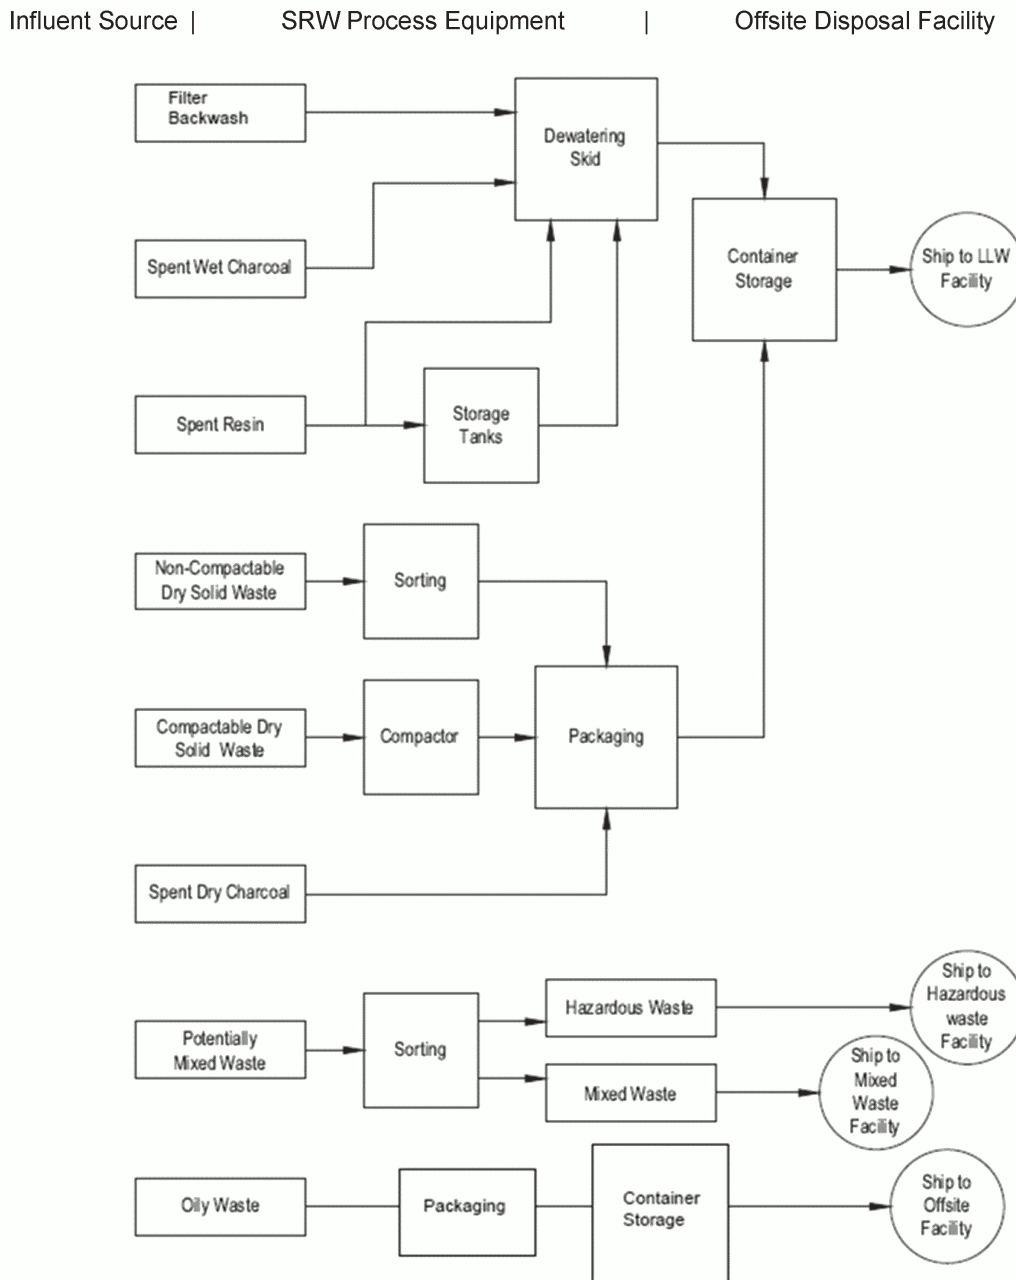 Influent Source | SRW Process Equipment | Offsite Disposal Facility
Filter
Backwash
Dewatering
Skid
Spent Wet Charcoal
Container
Storage
Ship to LLW
Facility
Spent Resin
Storage
Tanks
Non-Compactable
Dry Solid Waste
Sorting
Compactable Dry
Solid Waste
Compactor
Packaging
Spent Dry Charcoal
Potentially
Mixed Waste
Sorting
Hazardous Waste
Ship to
Hazardous
waste
Facility
Mixed Waste
Ship to
Mixed
Waste
Facility
Oily Waste
Packaging
Container
Storage
Ship to
Offsite
Facility